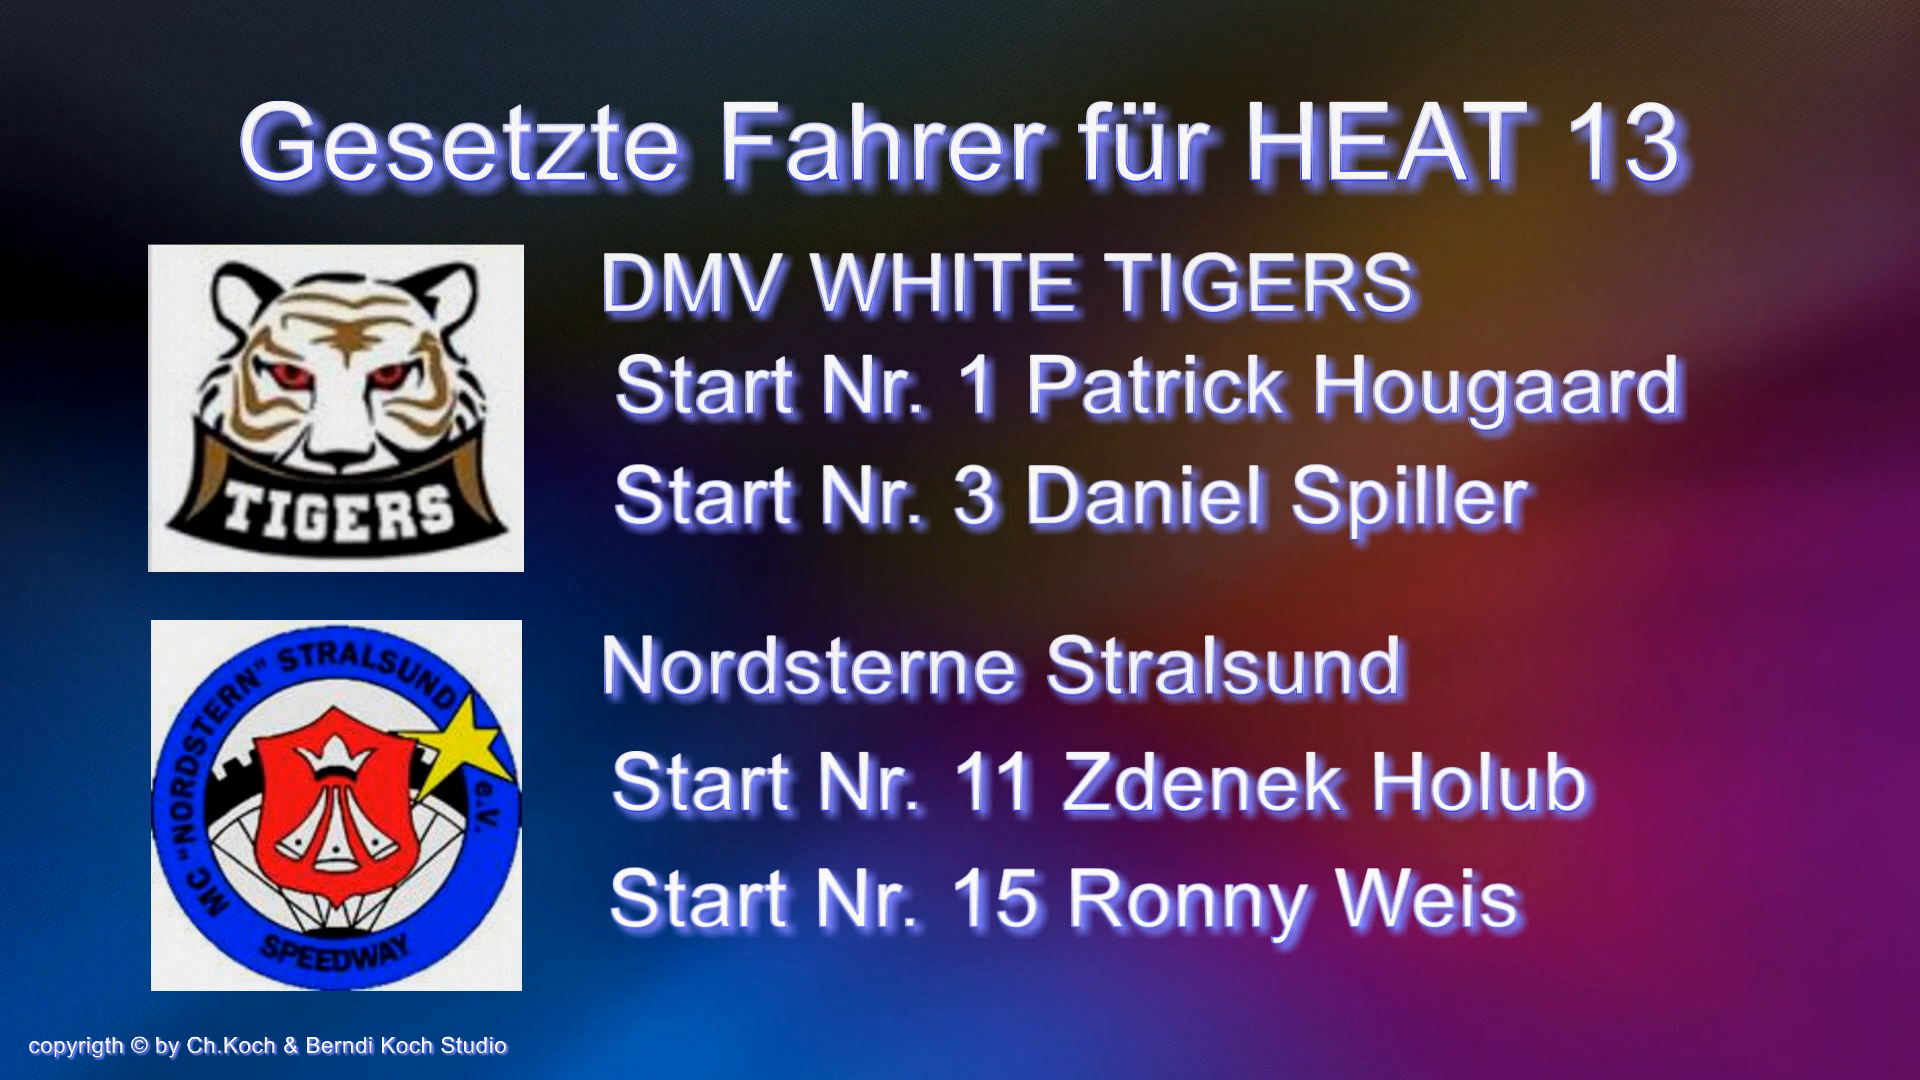 Gesetzte Fahrer für HEAT 13
TIGERS
DMV WHITE TIGERS
Start Nr. 1 Patrick Hougaard
Start Nr. 3 Daniel Spiller
MC "NORDSTERN" STRALSUND e.V.
SPEEDWAY
Nordsterne Stralsund
Start Nr. 11 Zdenek Holub
Start Nr. 15 Ronny Weis
copyrigth © by Ch.Koch & Berndi Koch Studio